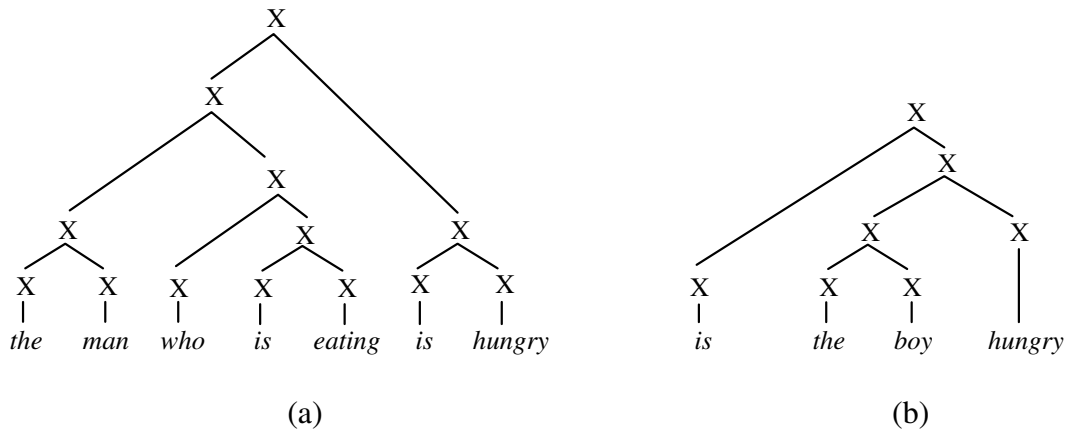 X
X
X
X
X
X
X X X X
X X X X X X X X X X
the man who is eating is hungry is the boy hungry
(a) (b)